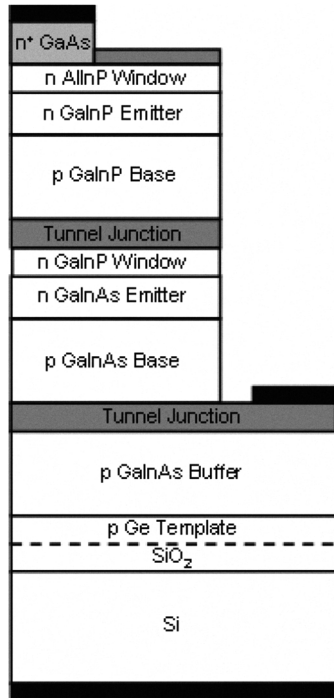 n⁺ GaAs
n AlInP Window
n GaInP Emitter
p GaInP Base
Tunnel Junction
n GaInP Window
n GaInAs Emitter
p GaInAs Base
Tunnel Junction
p GaInAs Buffer
p Ge Template
SiO₂
Si